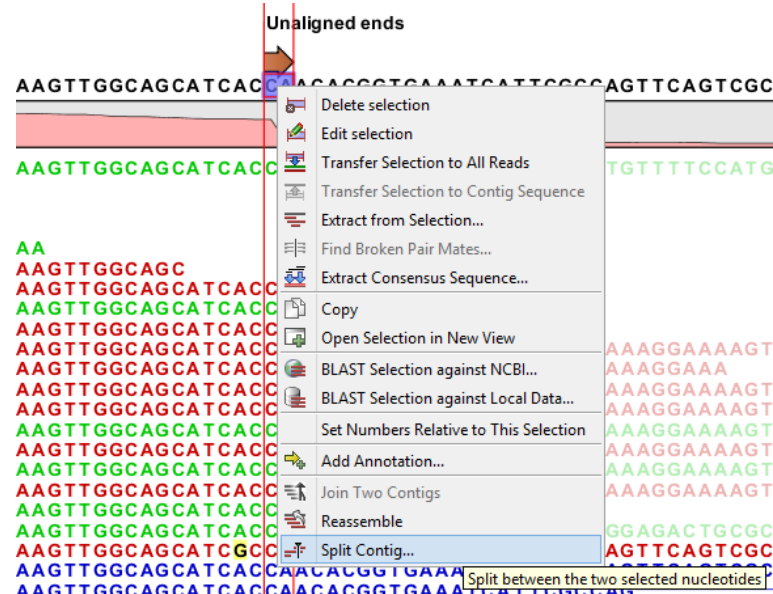 Unaligned ends
AAGTTGGCAGCATCACCAACACGGTGAAATCATTCGCCAGTTCAGTCGC
AAGTTGGCAGCATCACC TGTTTTCCATG
AA
AAGTTGGCAGC
AAGTTGGCAGCATCACC
AAGTTGGCAGCATCACC
AAGTTGGCAGCATCACC
AAGTTGGCAGCATCACC AAAGGAAAAGT
AAGTTGGCAGCATCACC AAAGGAAA
AAGTTGGCAGCATCACC AAAGGAAAAGT
AAGTTGGCAGCATCACC AAAGGAAAAGT
AAGTTGGCAGCATCACC AAAGGAAAAGT
AAGTTGGCAGCATCACC AAAGGAAAAGT
AAGTTGGCAGCATCACC AAAGGAAAAGT
AAGTTGGCAGCATCACC AAAGGAAAAGT
AAGTTGGCAGCATCACC
AAGTTGGCAGCATCACC GGAGACTGCGC
AAGTTGGCAGCATCGCC AGTTCAGTCGC
AAGTTGGCAGCATCACCAACACGGTGAAA
AAGTTGGCAGCATCACCAACACGGTGAAATCATTCGCCAG
Delete selection
Edit selection
Transfer Selection to All Reads
Transfer Selection to Contig Sequence
Extract from Selection...
Find Broken Pair Mates...
Extract Consensus Sequence...
Copy
Open Selection in New View
BLAST Selection against NCBI...
BLAST Selection against Local Data...
Set Numbers Relative to This Selection
Add Annotation...
Join Two Contigs
Reassemble
Split Contig...
Split between the two selected nucleotides